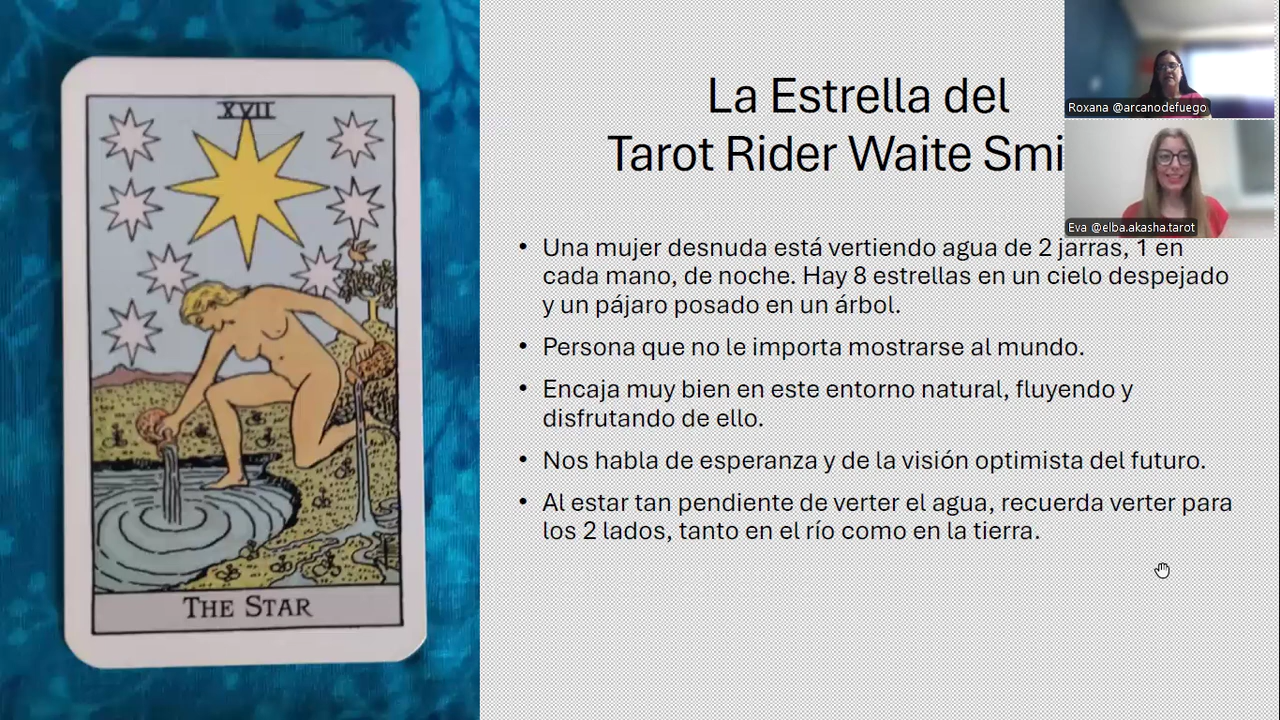 XVII
THE STAR
La Estrella del
Tarot Rider Waite Smi
Roxana @arcanodefuego
Eva @elba.akasha.tarot
• Una mujer desnuda está vertiendo agua de 2 jarras, 1 en
cada mano, de noche. Hay 8 estrellas en un cielo despejado
y un pájaro posado en un árbol.
• Persona que no le importa mostrarse al mundo.
• Encaja muy bien en este entorno natural, fluyendo y
disfrutando de ello.
• Nos habla de esperanza y de la visión optimista del futuro.
• Al estar tan pendiente de verter el agua, recuerda verter para
los 2 lados, tanto en el río como en la tierra.